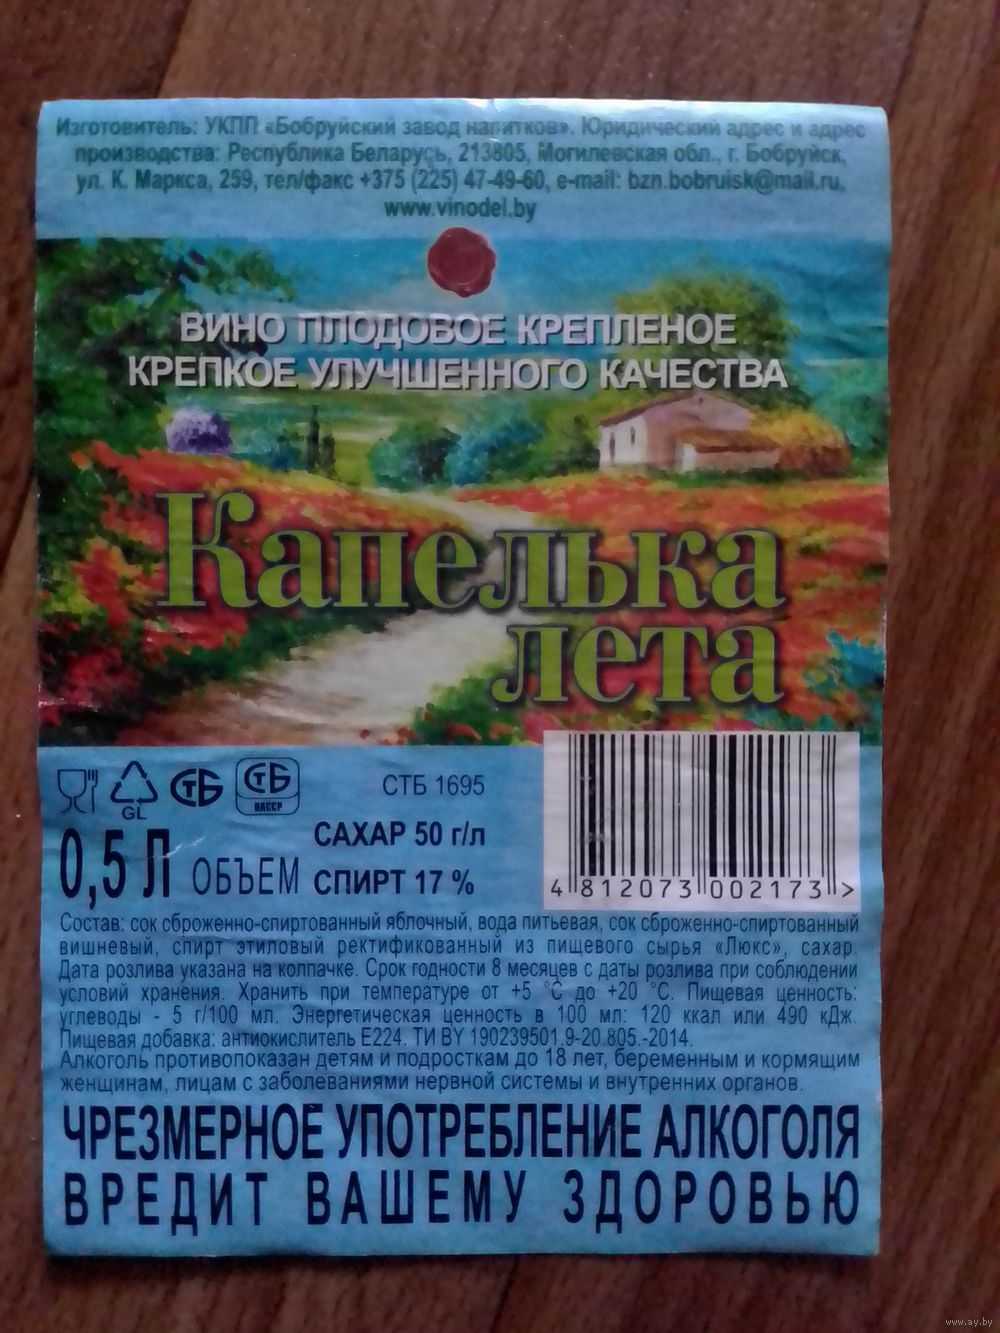 Изготовитель: УКПП «Бобруйский завод напитков». Юридический адрес и адрес
производства: Республика Беларусь, 213805, Могилевская обл., г. Бобруйск,
ул. К. Маркса, 259, тел/факс +375 (225) 47-49-60, e-mail: bzn.bobruisk@mail.ru,
www.vinodel.by
ВИНО ПЛОДОВОЕ КРЕПЛЕНОЕ
КРЕПКОЕ УЛУЧШЕННОГО КАЧЕСТВА
Капелька
лета
GL
СТБ
СТБ
НАССР
СТБ 1695
0,5 Л ОБЪЕМ
САХАР 50 г/л
СПИРТ 17 %
4 812073 002173 >
Состав: сок сброженно-спиртованный яблочный, вода питьевая, сок сброженно-спиртованный
вишневый, спирт этиловый ректификованный из пищевого сырья «Люкс», сахар.
Дата розлива указана на колпачке. Срок годности 8 месяцев с даты розлива при соблюдении
условий хранения. Хранить при температуре от +5 °С до +20 °С. Пищевая ценность:
углеводы - 5 г/100 мл. Энергетическая ценность в 100 мл: 120 ккал или 490 кДж.
Пищевая добавка: антиокислитель Е224. ТИ BY 190239501.9-20.805.-2014.
Алкоголь противопоказан детям и подросткам до 18 лет, беременным и кормящим
женщинам, лицам с заболеваниями нервной системы и внутренних органов.
ЧРЕЗМЕРНОЕ УПОТРЕБЛЕНИЕ АЛКОГОЛЯ
ВРЕДИТ ВАШЕМУ ЗДОРОВЬЮ
www.ay.by